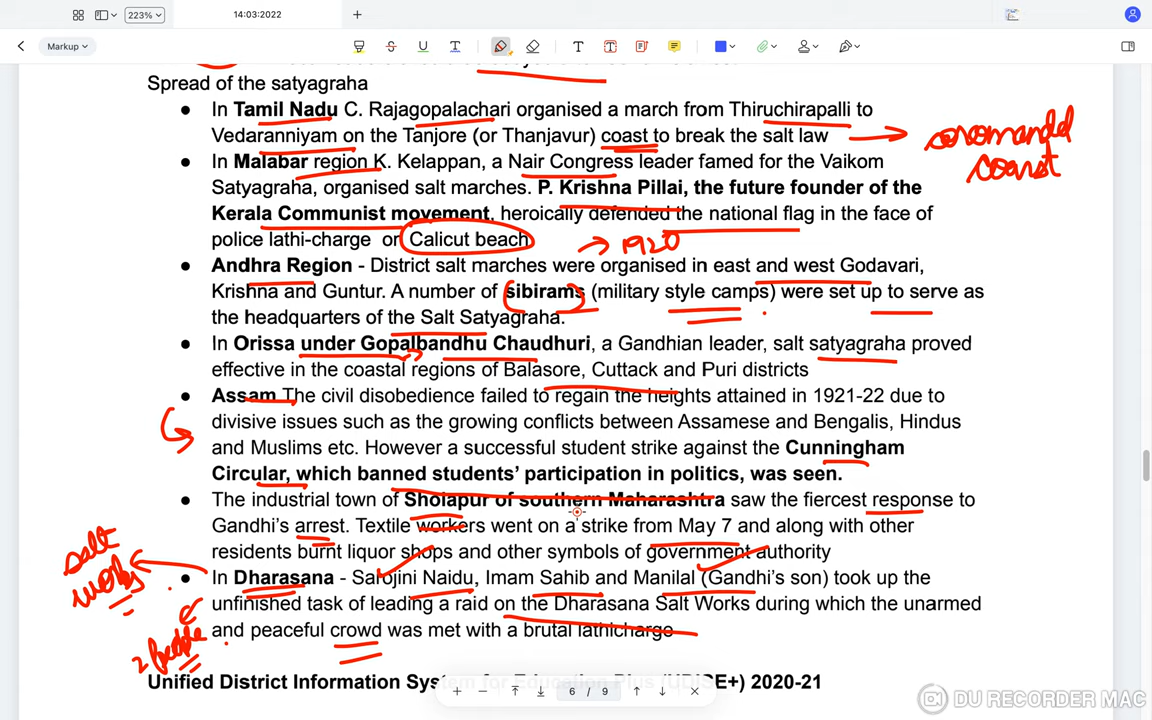 223%
14:03:2022
Markup
Spread of the satyagraha
● In Tamil Nadu C. Rajagopalachari organised a march from Thiruchirapalli to
Vedaranniyam on the Tanjore (or Thanjavur) coast to break the salt law
coromandel
coast
● In Malabar region K. Kelappan, a Nair Congress leader famed for the Vaikom
Satyagraha, organised salt marches. P. Krishna Pillai, the future founder of the
Kerala Communist movement, heroically defended the national flag in the face of
police lathi-charge or Calicut beach
1920
● Andhra Region - District salt marches were organised in east and west Godavari,
Krishna and Guntur. A number of sibirams (military style camps) were set up to serve as
the headquarters of the Salt Satyagraha.
● In Orissa under Gopalbandhu Chaudhuri, a Gandhian leader, salt satyagraha proved
effective in the coastal regions of Balasore, Cuttack and Puri districts
● Assam The civil disobedience failed to regain the heights attained in 1921-22 due to
divisive issues such as the growing conflicts between Assamese and Bengalis, Hindus
and Muslims etc. However a successful student strike against the Cunningham
Circular, which banned students’ participation in politics, was seen.
● The industrial town of Sholapur of southern Maharashtra saw the fiercest response to
Gandhi’s arrest. Textile workers went on a strike from May 7 and along with other
residents burnt liquor shops and other symbols of government authority
● In Dharasana - Sarojini Naidu, Imam Sahib and Manilal (Gandhi’s son) took up the
unfinished task of leading a raid on the Dharasana Salt Works during which the unarmed
and peaceful crowd was met with a brutal lathicharge
salt
works
2 people
Unified District Information System for Education Plus (UDISE+) 2020-21
6 / 9
DU RECORDER MAC